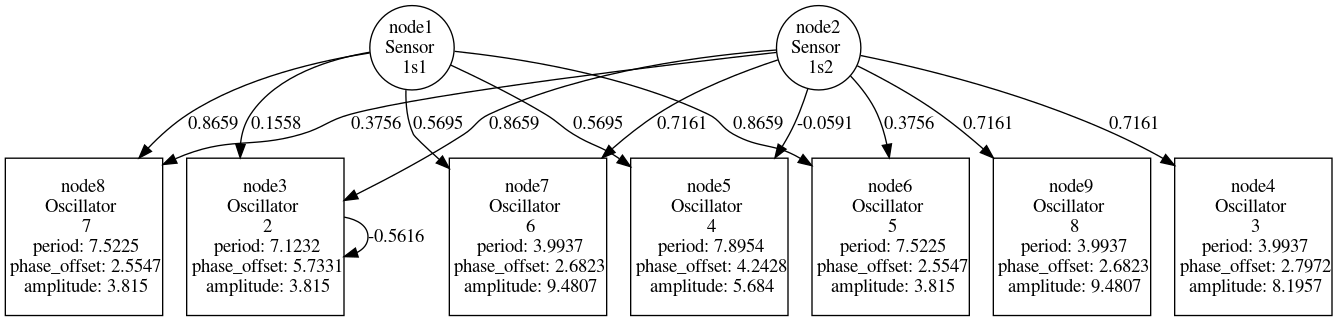 node1
Sensor
1s1
node2
Sensor
1s2
0.8659
0.1558
0.3756
0.5695
0.8659
0.5695
0.7161
0.8659
-0.0591
0.3756
0.7161
0.7161
node8
Oscillator
7
period: 7.5225
phase_offset: 2.5547
amplitude: 3.815
node3
Oscillator
2
period: 7.1232
phase_offset: 5.7331
amplitude: 3.815
-0.5616
node7
Oscillator
6
period: 3.9937
phase_offset: 2.6823
amplitude: 9.4807
node5
Oscillator
4
period: 7.8954
phase_offset: 4.2428
amplitude: 5.684
node6
Oscillator
5
period: 7.5225
phase_offset: 2.5547
amplitude: 3.815
node9
Oscillator
8
period: 3.9937
phase_offset: 2.6823
amplitude: 9.4807
node4
Oscillator
3
period: 3.9937
phase_offset: 2.7972
amplitude: 8.1957